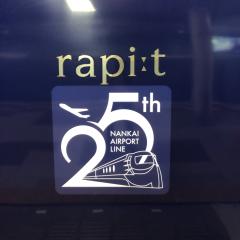 rapi:t
25th
NANKAI
AIRPORT
LINE